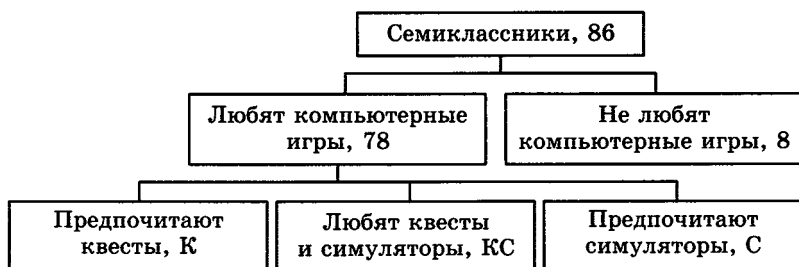 Семиклассники, 86
Любят компьютерные
игры, 78
Не любят
компьютерные игры, 8
Предпочитают
квесты, К
Любят квесты
и симуляторы, КС
Предпочитают
симуляторы, С